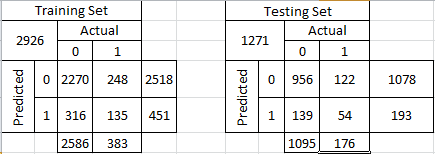 Training Set
2926 Actual
0 1
Predicted 0 2270 248 2518
1 316 135 451
2586 383
Testing Set
1271 Actual
0 1
Predicted 0 956 122 1078
1 139 54 193
1095 176